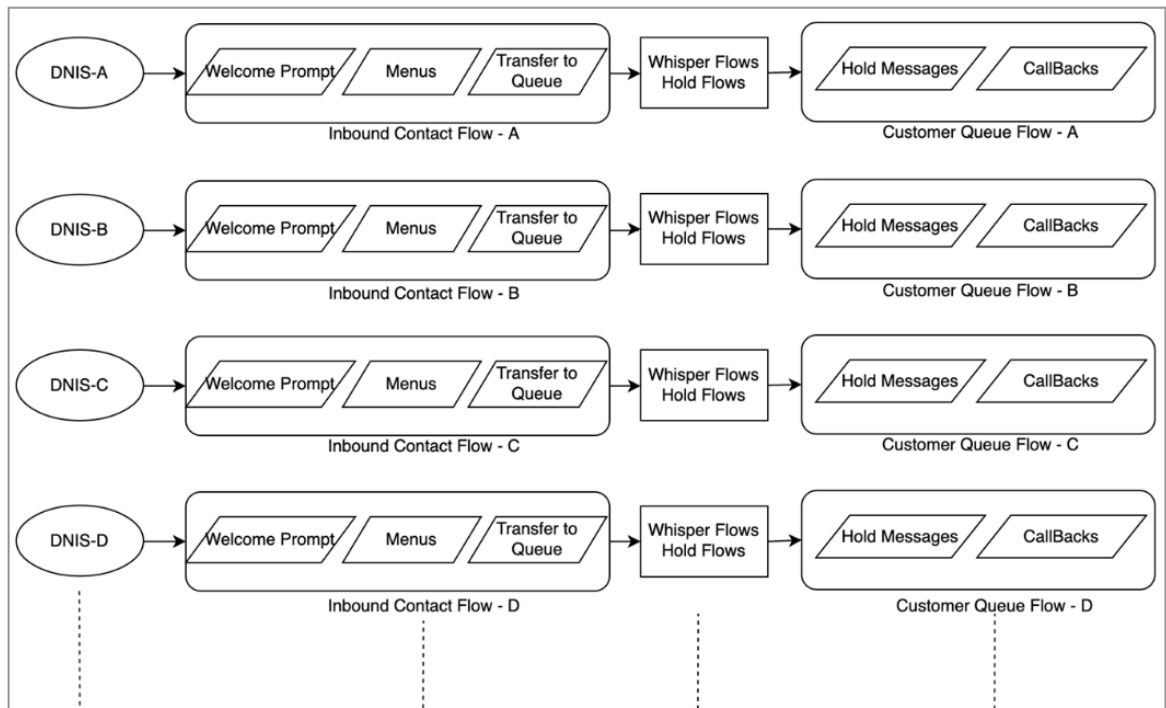 DNIS-A
Welcome Prompt
Menus
Transfer to
Queue
Whisper Flows
Hold Flows
Hold Messages
CallBacks
Inbound Contact Flow - A
Customer Queue Flow - A
DNIS-B
Welcome Prompt
Menus
Transfer to
Queue
Whisper Flows
Hold Flows
Hold Messages
CallBacks
Inbound Contact Flow - B
Customer Queue Flow - B
DNIS-C
Welcome Prompt
Menus
Transfer to
Queue
Whisper Flows
Hold Flows
Hold Messages
CallBacks
Inbound Contact Flow - C
Customer Queue Flow - C
DNIS-D
Welcome Prompt
Menus
Transfer to
Queue
Whisper Flows
Hold Flows
Hold Messages
CallBacks
Inbound Contact Flow - D
Customer Queue Flow - D